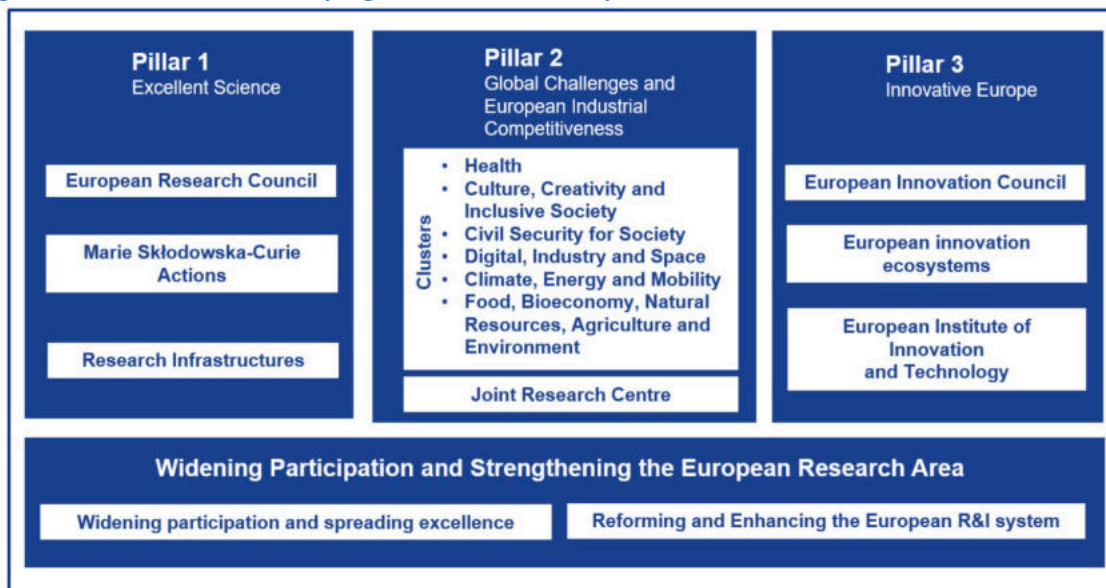 Pillar 1
Excellent Science
European Research Council
Marie Skłodowska-Curie
Actions
Research Infrastructures
Pillar 2
Global Challenges and
European Industrial
Competitiveness
Clusters
• Health
• Culture, Creativity and
Inclusive Society
• Civil Security for Society
• Digital, Industry and Space
• Climate, Energy and Mobility
• Food, Bioeconomy, Natural
Resources, Agriculture and
Environment
Joint Research Centre
Pillar 3
Innovative Europe
European Innovation Council
European innovation
ecosystems
European Institute of
Innovation
and Technology
Widening Participation and Strengthening the European Research Area
Widening participation and spreading excellence
Reforming and Enhancing the European R&I system